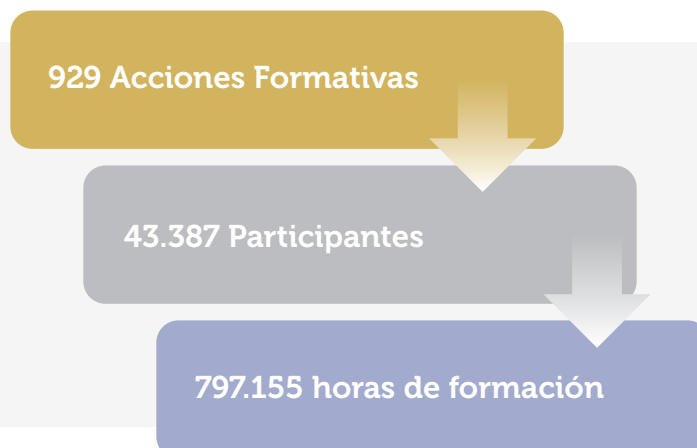 929 Acciones Formativas
43.387 Participantes
797.155 horas de formación